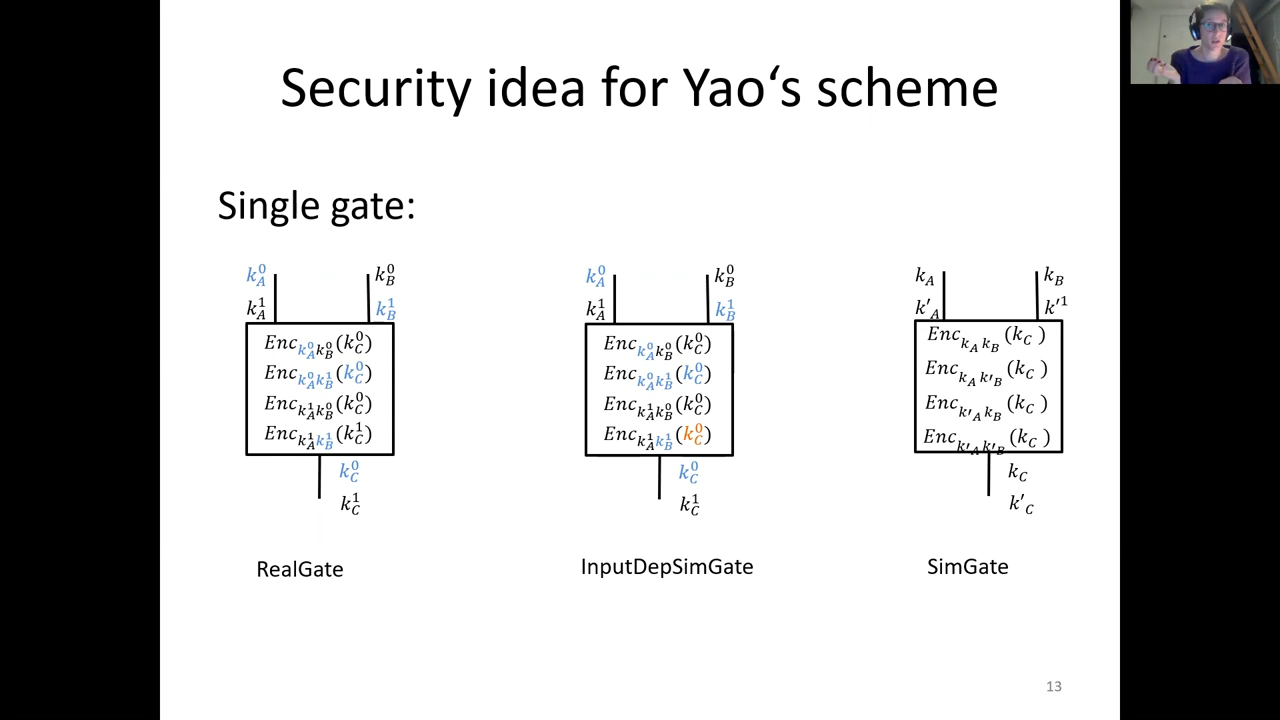 Security idea for Yao‘s scheme
Single gate:
k_A^0 k_B^0
k_A^1 k_B^1
Enc_{k_A^0 k_B^0}(k_C^0)
Enc_{k_A^0 k_B^1}(k_C^0)
Enc_{k_A^1 k_B^0}(k_C^0)
Enc_{k_A^1 k_B^1}(k_C^1)
k_C^0
k_C^1
RealGate
k_A^0 k_B^0
k_A^1 k_B^1
Enc_{k_A^0 k_B^0}(k_C^0)
Enc_{k_A^0 k_B^1}(k_C^0)
Enc_{k_A^1 k_B^0}(k_C^0)
Enc_{k_A^1 k_B^1}(k_C^0)
k_C^0
k_C^1
InputDepSimGate
k_A k_B
k'_A k'^1
Enc_{k_A k_B}(k_C )
Enc_{k_A k'_B}(k_C )
Enc_{k'_A k_B}(k_C )
Enc_{k'_A k'_B}(k_C )
k_C
k'_C
SimGate
13